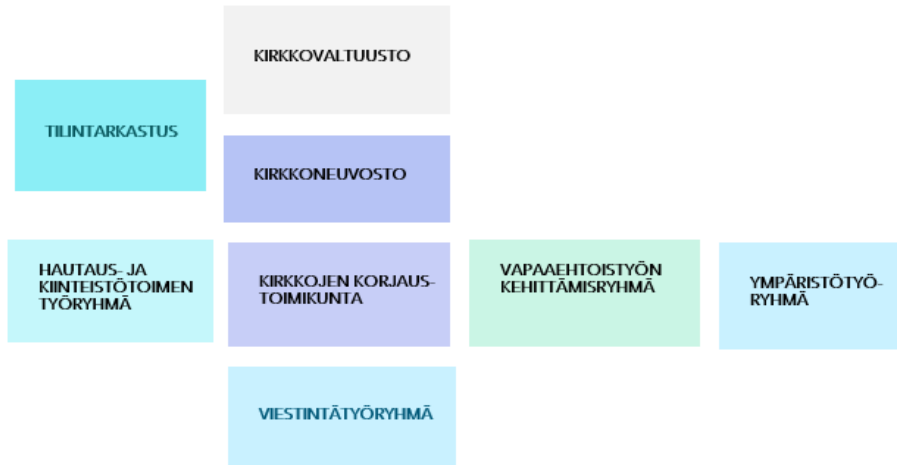 KIRKKOVALTUUSTO
TILINTARKASTUS
KIRKKONEUVOSTO
HAUTAUS- JA
KIINTEISTÖTOIMEN
TYÖRYHMÄ
KIRKKOJEN KORJAUS-
TOIMIKUNTA
VAPAAEHTOISTYÖN
KEHITTÄMISRYHMÄ
YMPÄRISTÖTYÖ-
RYHMÄ
VIESTINTÄTYÖRYHMÄ